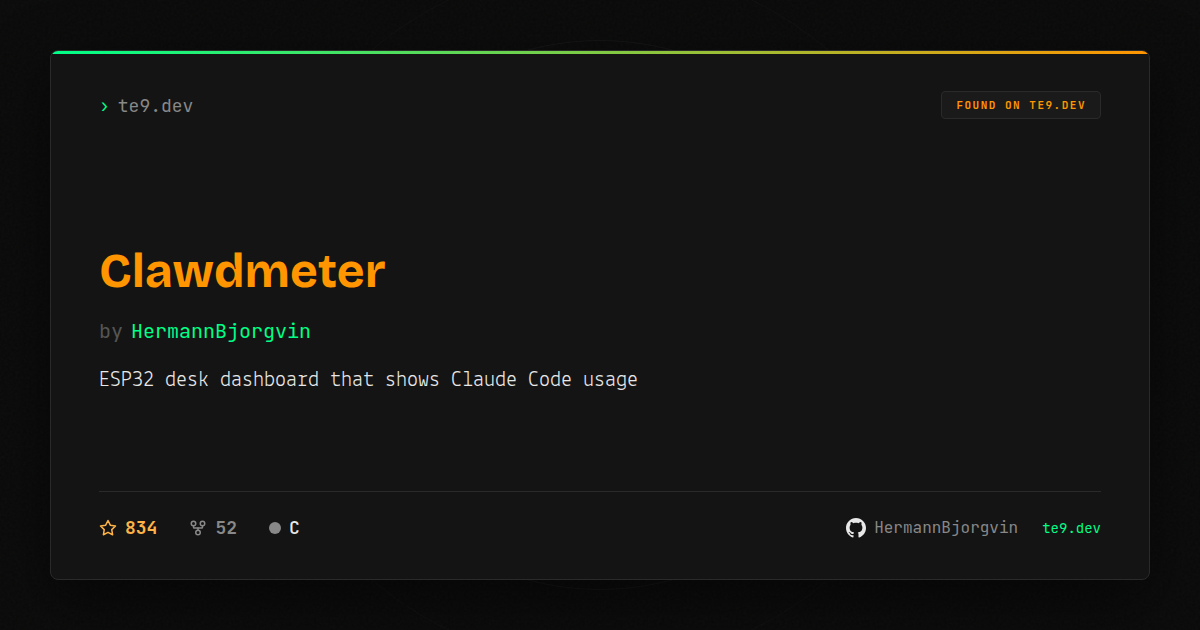 › te9.dev
FOUND ON TE9.DEV
Clawdmeter
by HermannBjorgvin
ESP32 desk dashboard that shows Claude Code usage
834 52 C
HermannBjorgvin te9.dev